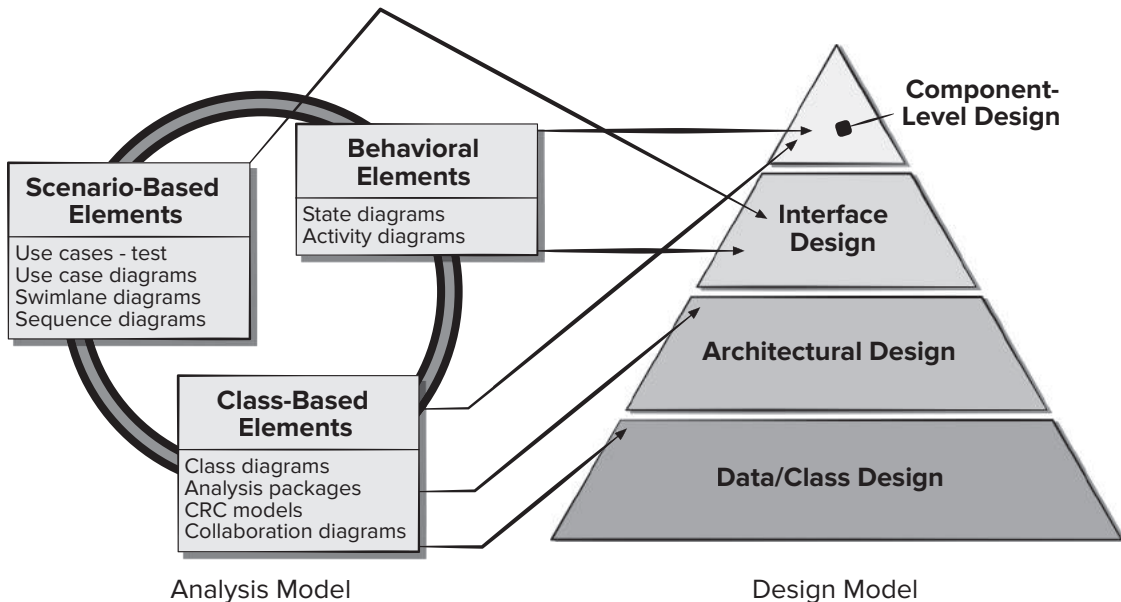 Scenario-Based
Elements
Use cases - test
Use case diagrams
Swimlane diagrams
Sequence diagrams
Behavioral
Elements
State diagrams
Activity diagrams
Class-Based
Elements
Class diagrams
Analysis packages
CRC models
Collaboration diagrams
Analysis Model
Component-
Level Design
Interface
Design
Architectural Design
Data/Class Design
Design Model